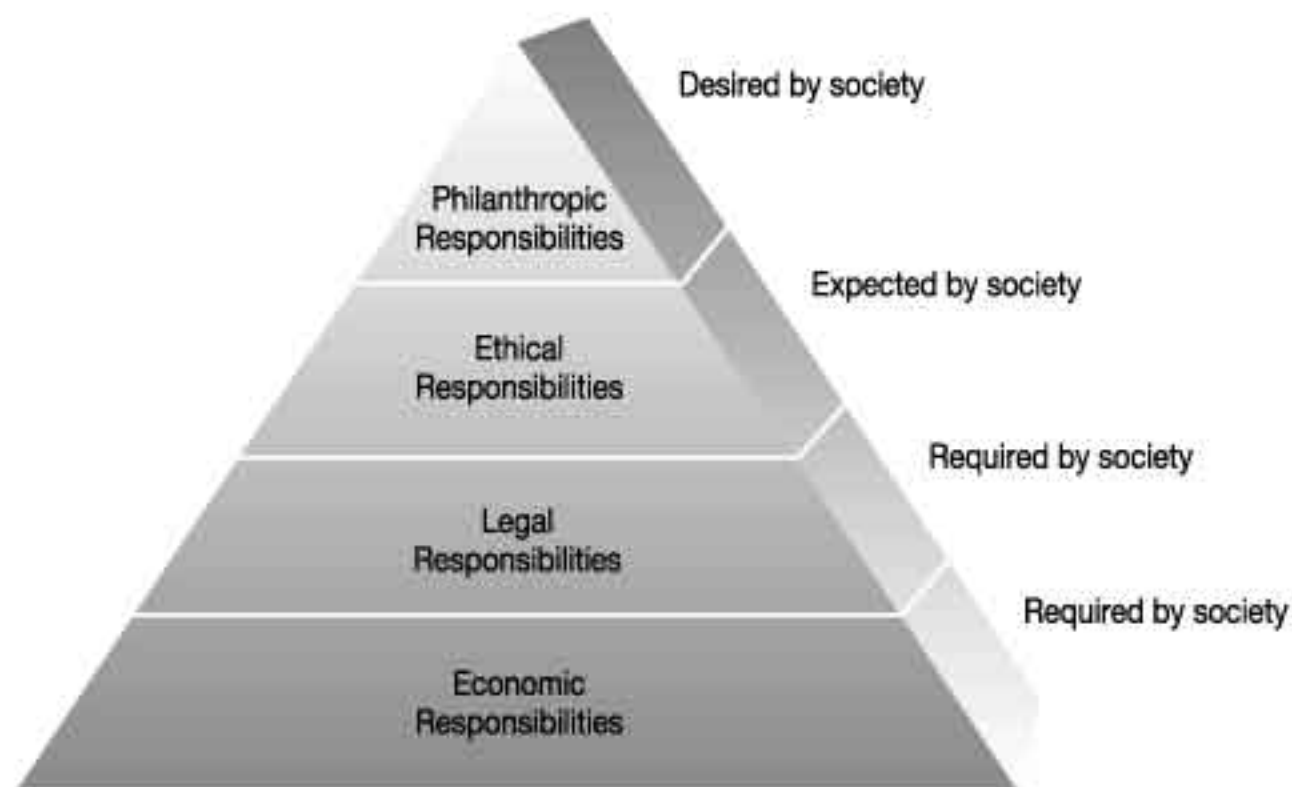 Desired by society
Philanthropic
Responsibilities
Expected by society
Ethical
Responsibilities
Required by society
Legal
Responsibilities
Required by society
Economic
Responsibilities